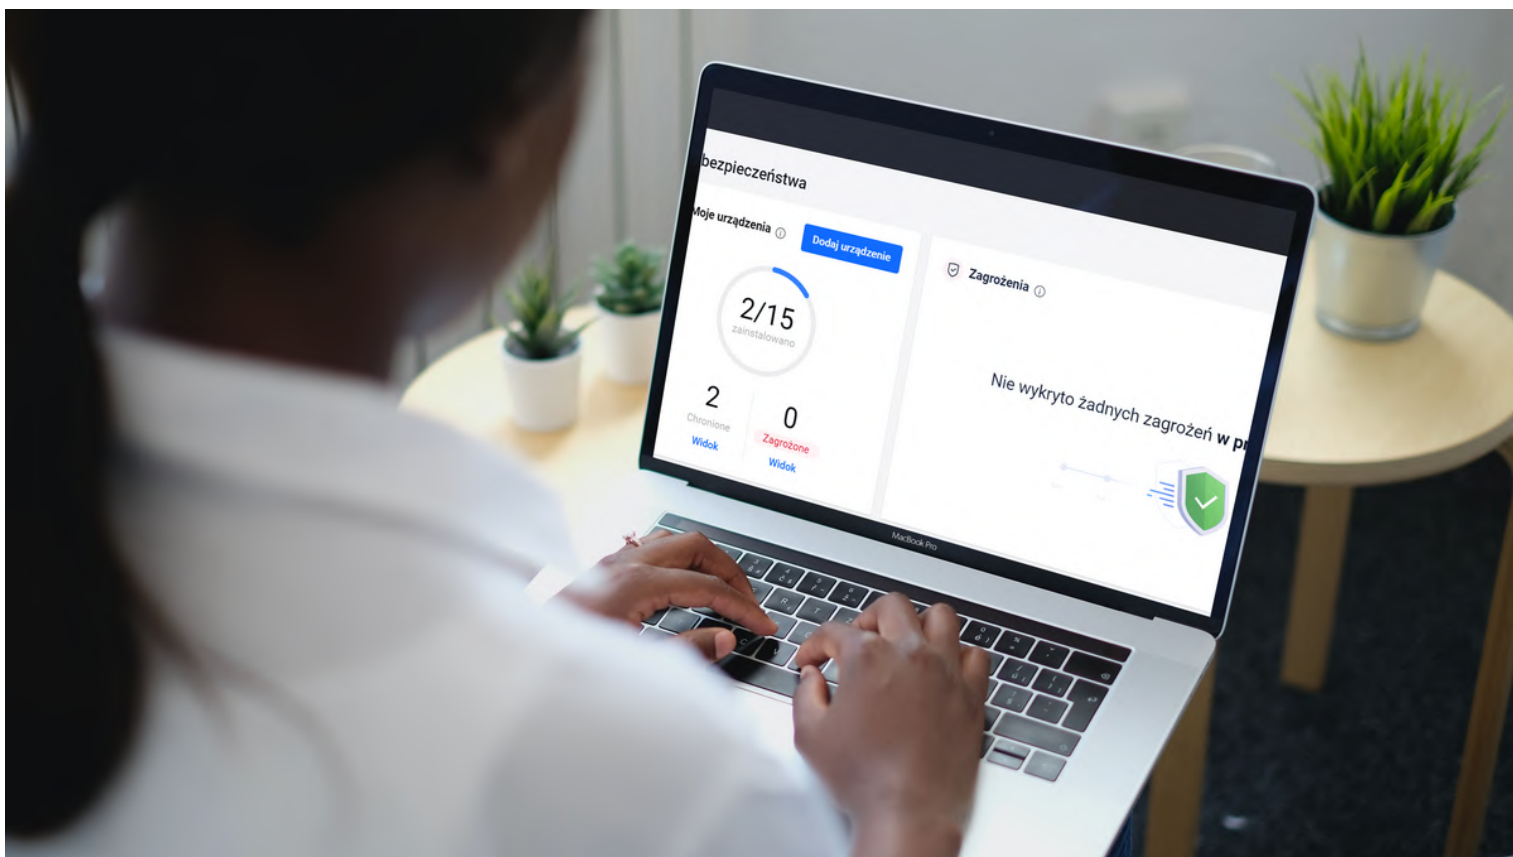 bezpieczeństwa
Moje urządzenia
Dodaj urządzenie
2/15
zainstalowano
2
Chronione
Widok
0
Zagrożone
Widok
Zagrożenia
Nie wykryto żadnych zagrożeń w pr
MacBook Pro